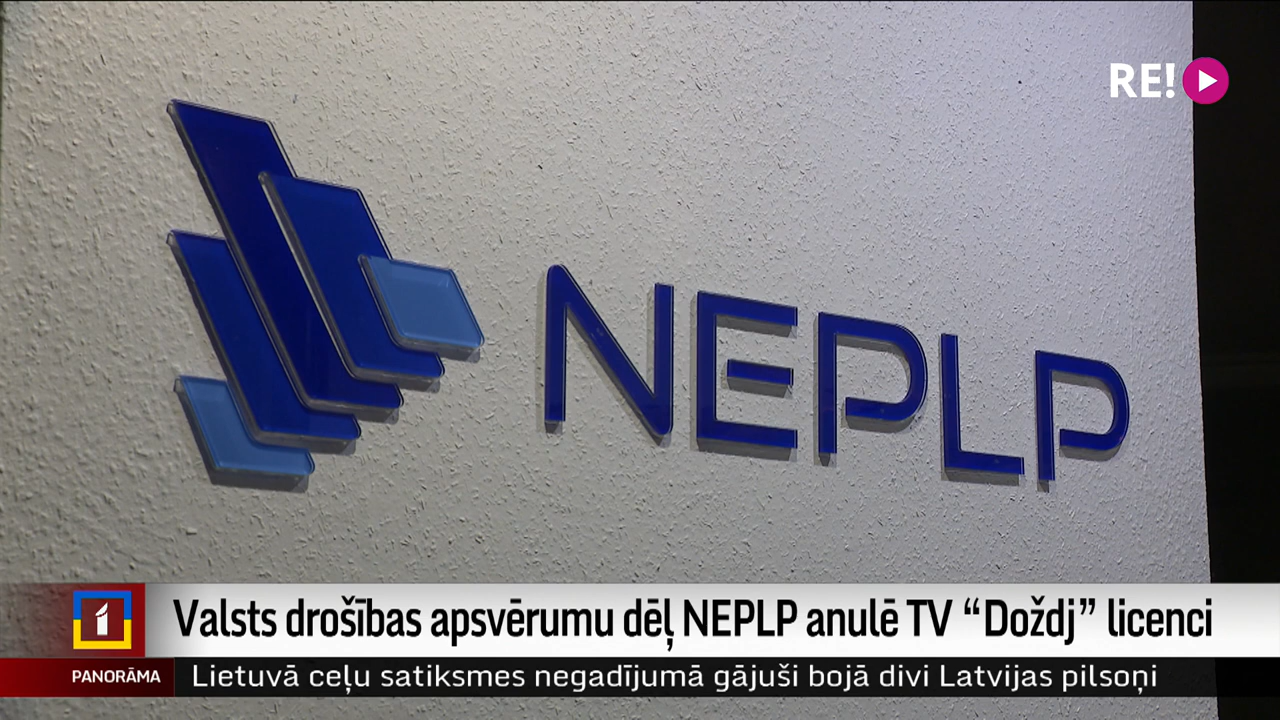 RE!
NEPLP
1
Valsts drošības apsvērumu dēļ NEPLP anulē TV “Doždj” licenci
PANORĀMA
Lietuvā ceļu satiksmes negadījumā gājuši bojā divi Latvijas pilsoņi